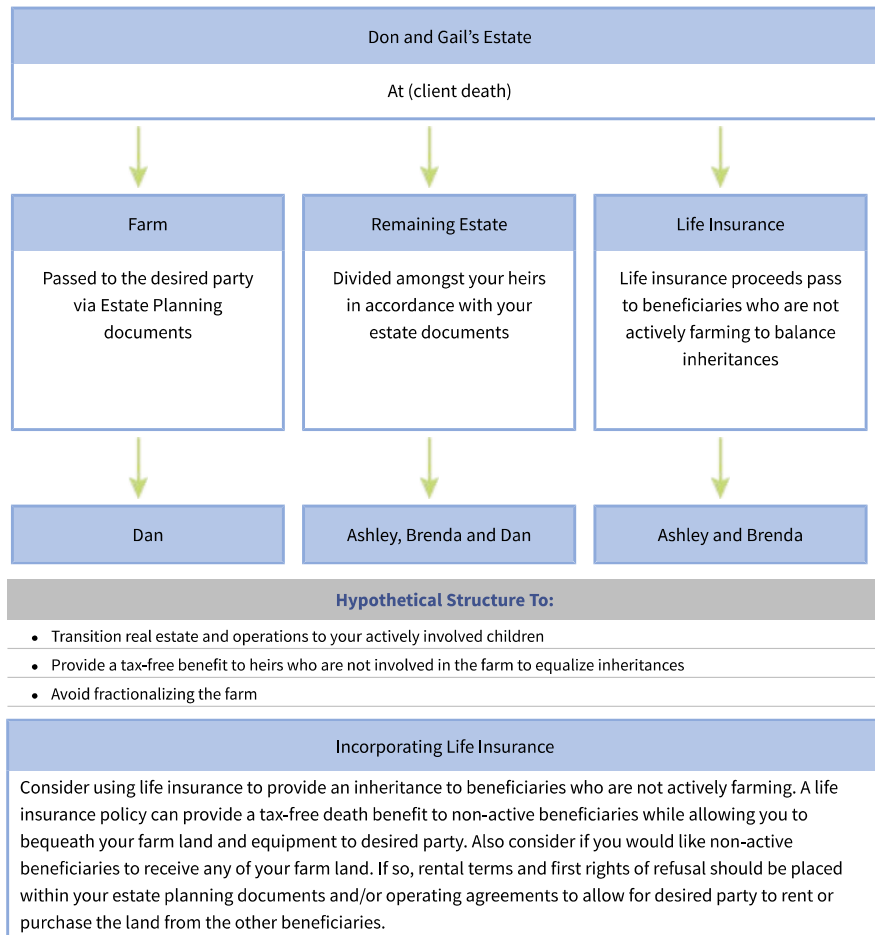 Don and Gail's Estate
At (client death)
Farm
Passed to the desired party
via Estate Planning
documents
Remaining Estate
Divided amongst your heirs
in accordance with your
estate documents
Life Insurance
Life insurance proceeds pass
to beneficiaries who are not
actively farming to balance
inheritances
Dan
Ashley, Brenda and Dan
Ashley and Brenda
Hypothetical Structure To:
• Transition real estate and operations to your actively involved children
• Provide a tax-free benefit to heirs who are not involved in the farm to equalize inheritances
• Avoid fractionalizing the farm
Incorporating Life Insurance
Consider using life insurance to provide an inheritance to beneficiaries who are not actively farming. A life
insurance policy can provide a tax-free death benefit to non-active beneficiaries while allowing you to
bequeath your farm land and equipment to desired party. Also consider if you would like non-active
beneficiaries to receive any of your farm land. If so, rental terms and first rights of refusal should be placed
within your estate planning documents and/or operating agreements to allow for desired party to rent or
purchase the land from the other beneficiaries.